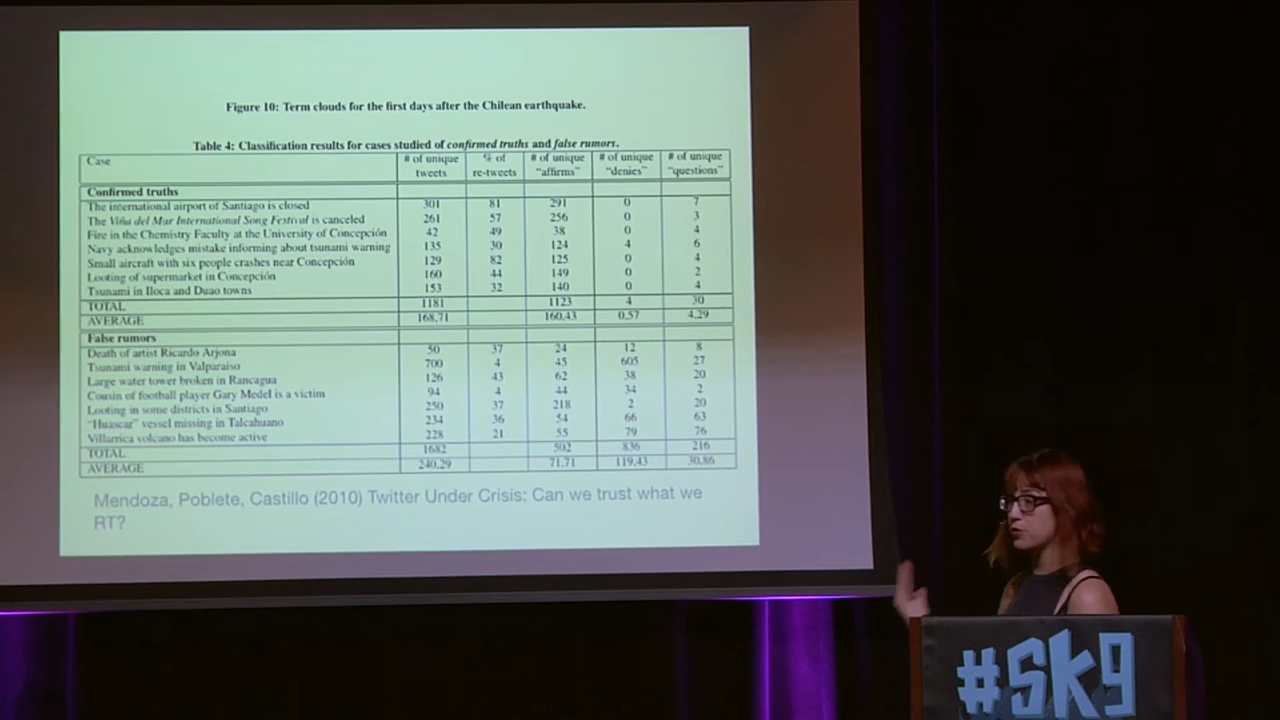 Figure 10: Term clouds for the first days after the Chilean earthquake.
Table 4: Classification results for cases studied of confirmed truths and false rumors.
Case # of unique tweets % of re-tweets # of unique "affirms" # of unique "denies" # of unique "questions"
Confirmed truths
The international airport of Santiago is closed 301 81 291 0 7
The Viña del Mar International Song Festival is canceled 261 57 256 0 3
Fire in the Chemistry Faculty at the University of Concepción 42 49 38 0 4
Navy acknowledges mistake informing about tsunami warning 135 30 124 4 6
Small aircraft with six people crashes near Concepción 129 82 125 0 4
Looting of supermarket in Concepción 160 44 149 0 2
Tsunami in Iloca and Duao towns 153 32 140 0 4
TOTAL 1181 1123 4 30
AVERAGE 168,71 160,43 0,57 4,29
False rumors
Death of artist Ricardo Arjona 50 37 24 12 8
Tsunami warning in Valparaiso 700 4 45 605 27
Large water tower broken in Rancagua 126 43 62 38 20
Cousin of football player Gary Medel is a victim 94 4 44 34 2
Looting in some districts in Santiago 250 37 218 2 20
"Huascar" vessel missing in Talcahuano 234 36 54 66 63
Villarrica volcano has become active 228 21 55 79 76
TOTAL 1682 502 836 216
AVERAGE 240,29 71,71 119,43 30,86
Mendoza, Poblete, Castillo (2010) Twitter Under Crisis: Can we trust what we
RT?
#sk9